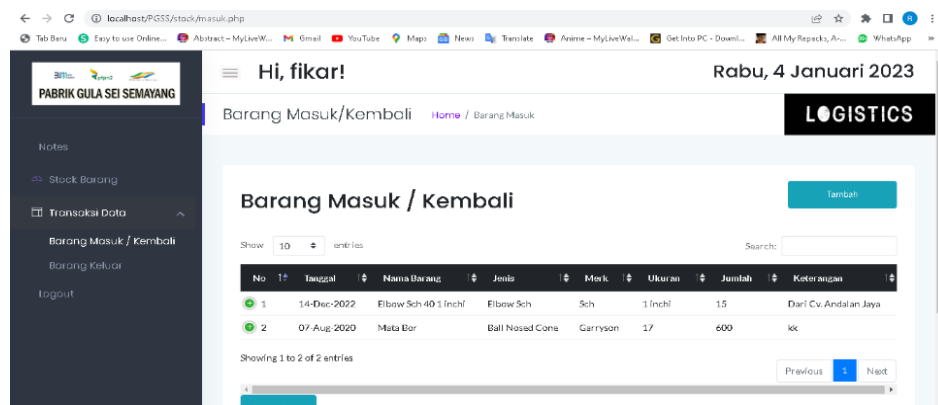 localhost/PGSS/stock/masuk.php
Tab Baru Easy to use Online... Abstract – MyLiveW... Gmail YouTube Maps News Translate Anime – MyLiveWal... Get Into PC - Downl... All My Repacks, A-... WhatsApp »
PABRIK GULA SEI SEMAYANG
Hi, fikar!
Rabu, 4 Januari 2023
Barang Masuk/Kembali Home / Barang Masuk
LOGISTICS
Notes
Stock Barang
Transaksi Data
Barang Masuk / Kembali
Barang Keluar
Logout
Barang Masuk / Kembali
Tambah
Show 10 entries
Search:
No Tanggal Nama Barang Jenis Merk Ukuran Jumlah Keterangan
1 14-Dec-2022 Elbow Sch 40 1 inchi Elbow Sch Sch 1 inchi 15 Dari Cv. Andalan Jaya
2 07-Aug-2020 Mata Bor Ball Nosed Cone Garryson 17 600 kk
Showing 1 to 2 of 2 entries
Previous 1 Next